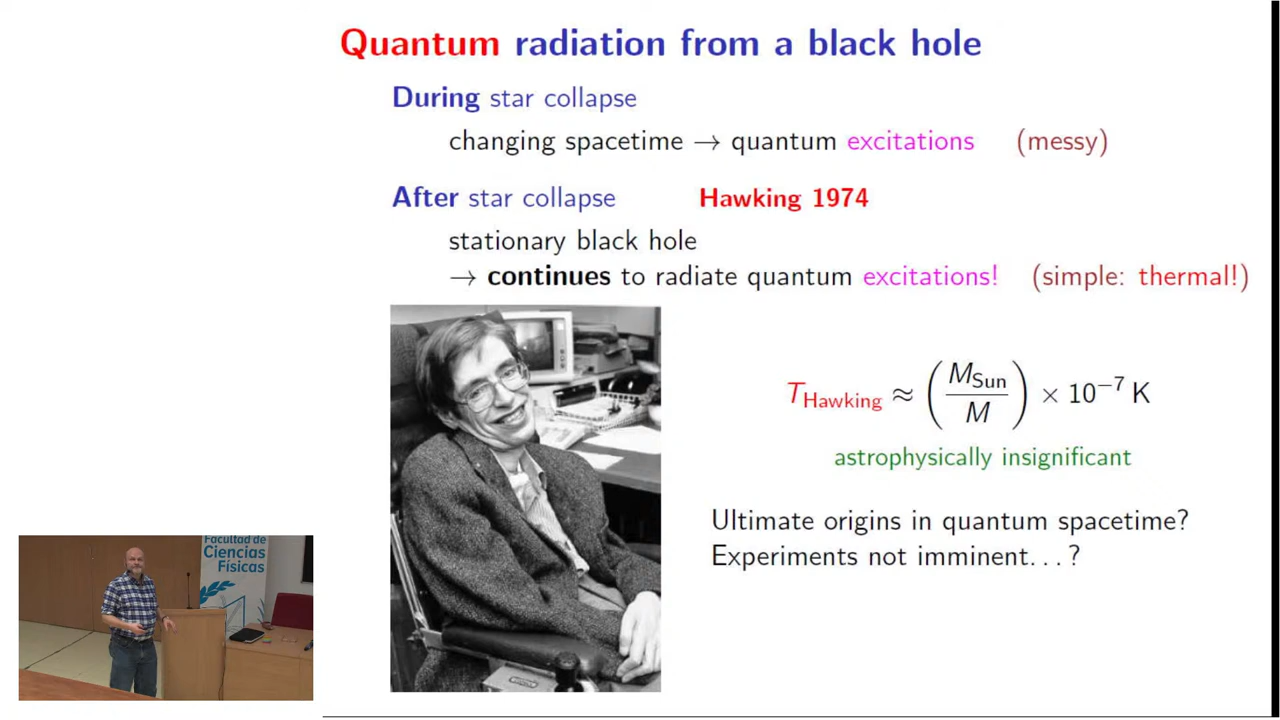 Quantum radiation from a black hole
During star collapse
changing spacetime → quantum excitations (messy)
After star collapse Hawking 1974
stationary black hole
→ continues to radiate quantum excitations! (simple: thermal!)
T_Hawking ≈ (M_Sun / M) × 10⁻⁷ K
astrophysically insignificant
Ultimate origins in quantum spacetime?
Experiments not imminent. . . ?
Facultad de
Ciencias
Físicas